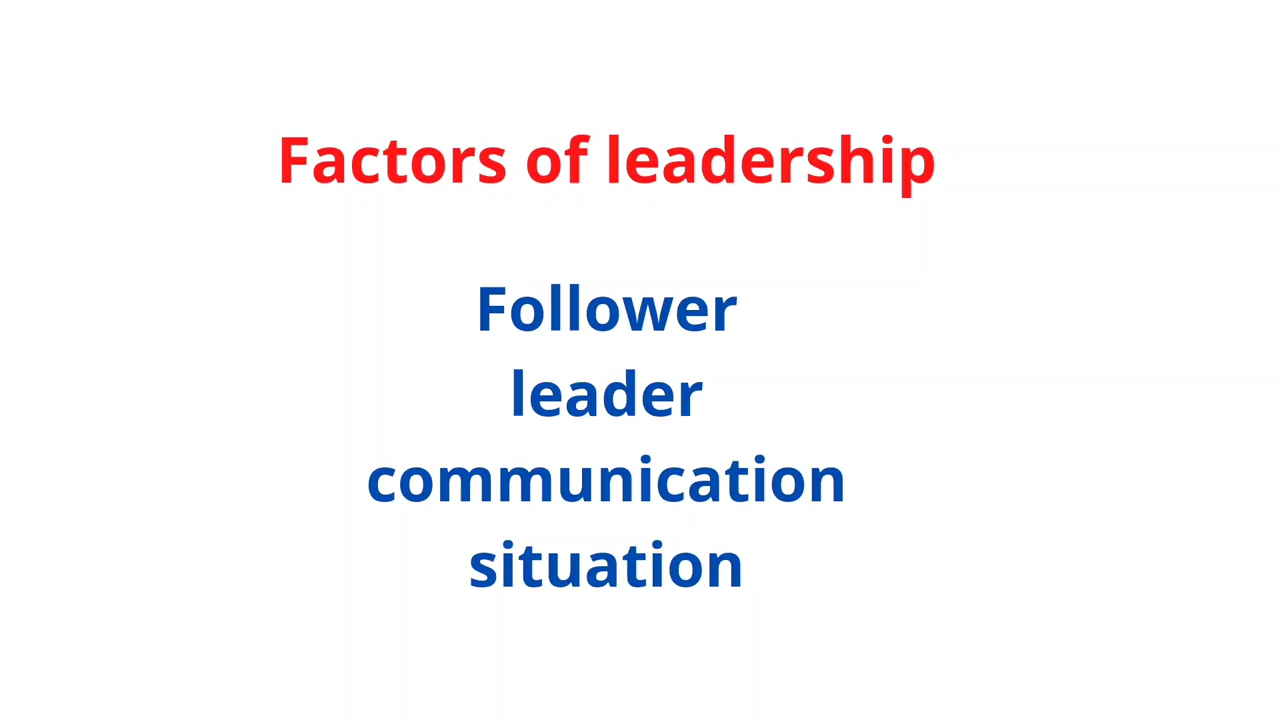 Factors of leadership
Follower
leader
communication
situation